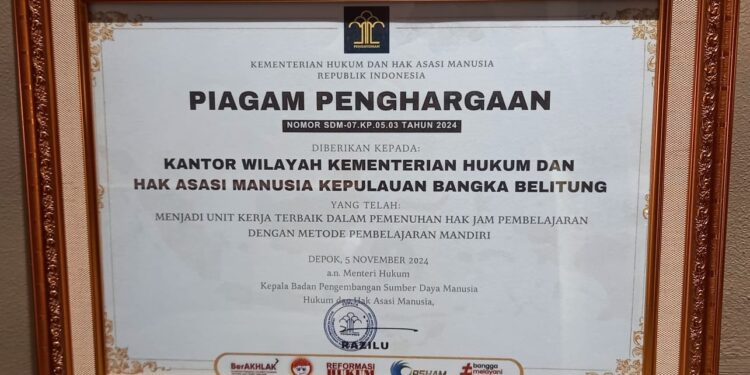 PENGAYOMAN
KEMENTERIAN HUKUM DAN HAK ASASI MANUSIA
REPUBLIK INDONESIA
PIAGAM PENGHARGAAN
NOMOR SDM-07.KP.05.03 TAHUN 2024
DIBERIKAN KEPADA:
KANTOR WILAYAH KEMENTERIAN HUKUM DAN
HAK ASASI MANUSIA KEPULAUAN BANGKA BELITUNG
YANG TELAH:
MENJADI UNIT KERJA TERBAIK DALAM PEMENUHAN HAK JAM PEMBELAJARAN
DENGAN METODE PEMBELAJARAN MANDIRI
DEPOK, 5 NOVEMBER 2024
a.n. Menteri Hukum
Kepala Badan Pengembangan Sumber Daya Manusia
Hukum dan Hak Asasi Manusia,
RAZILU
BerAKHLAK REFORMASI HUKUM bangga melayani